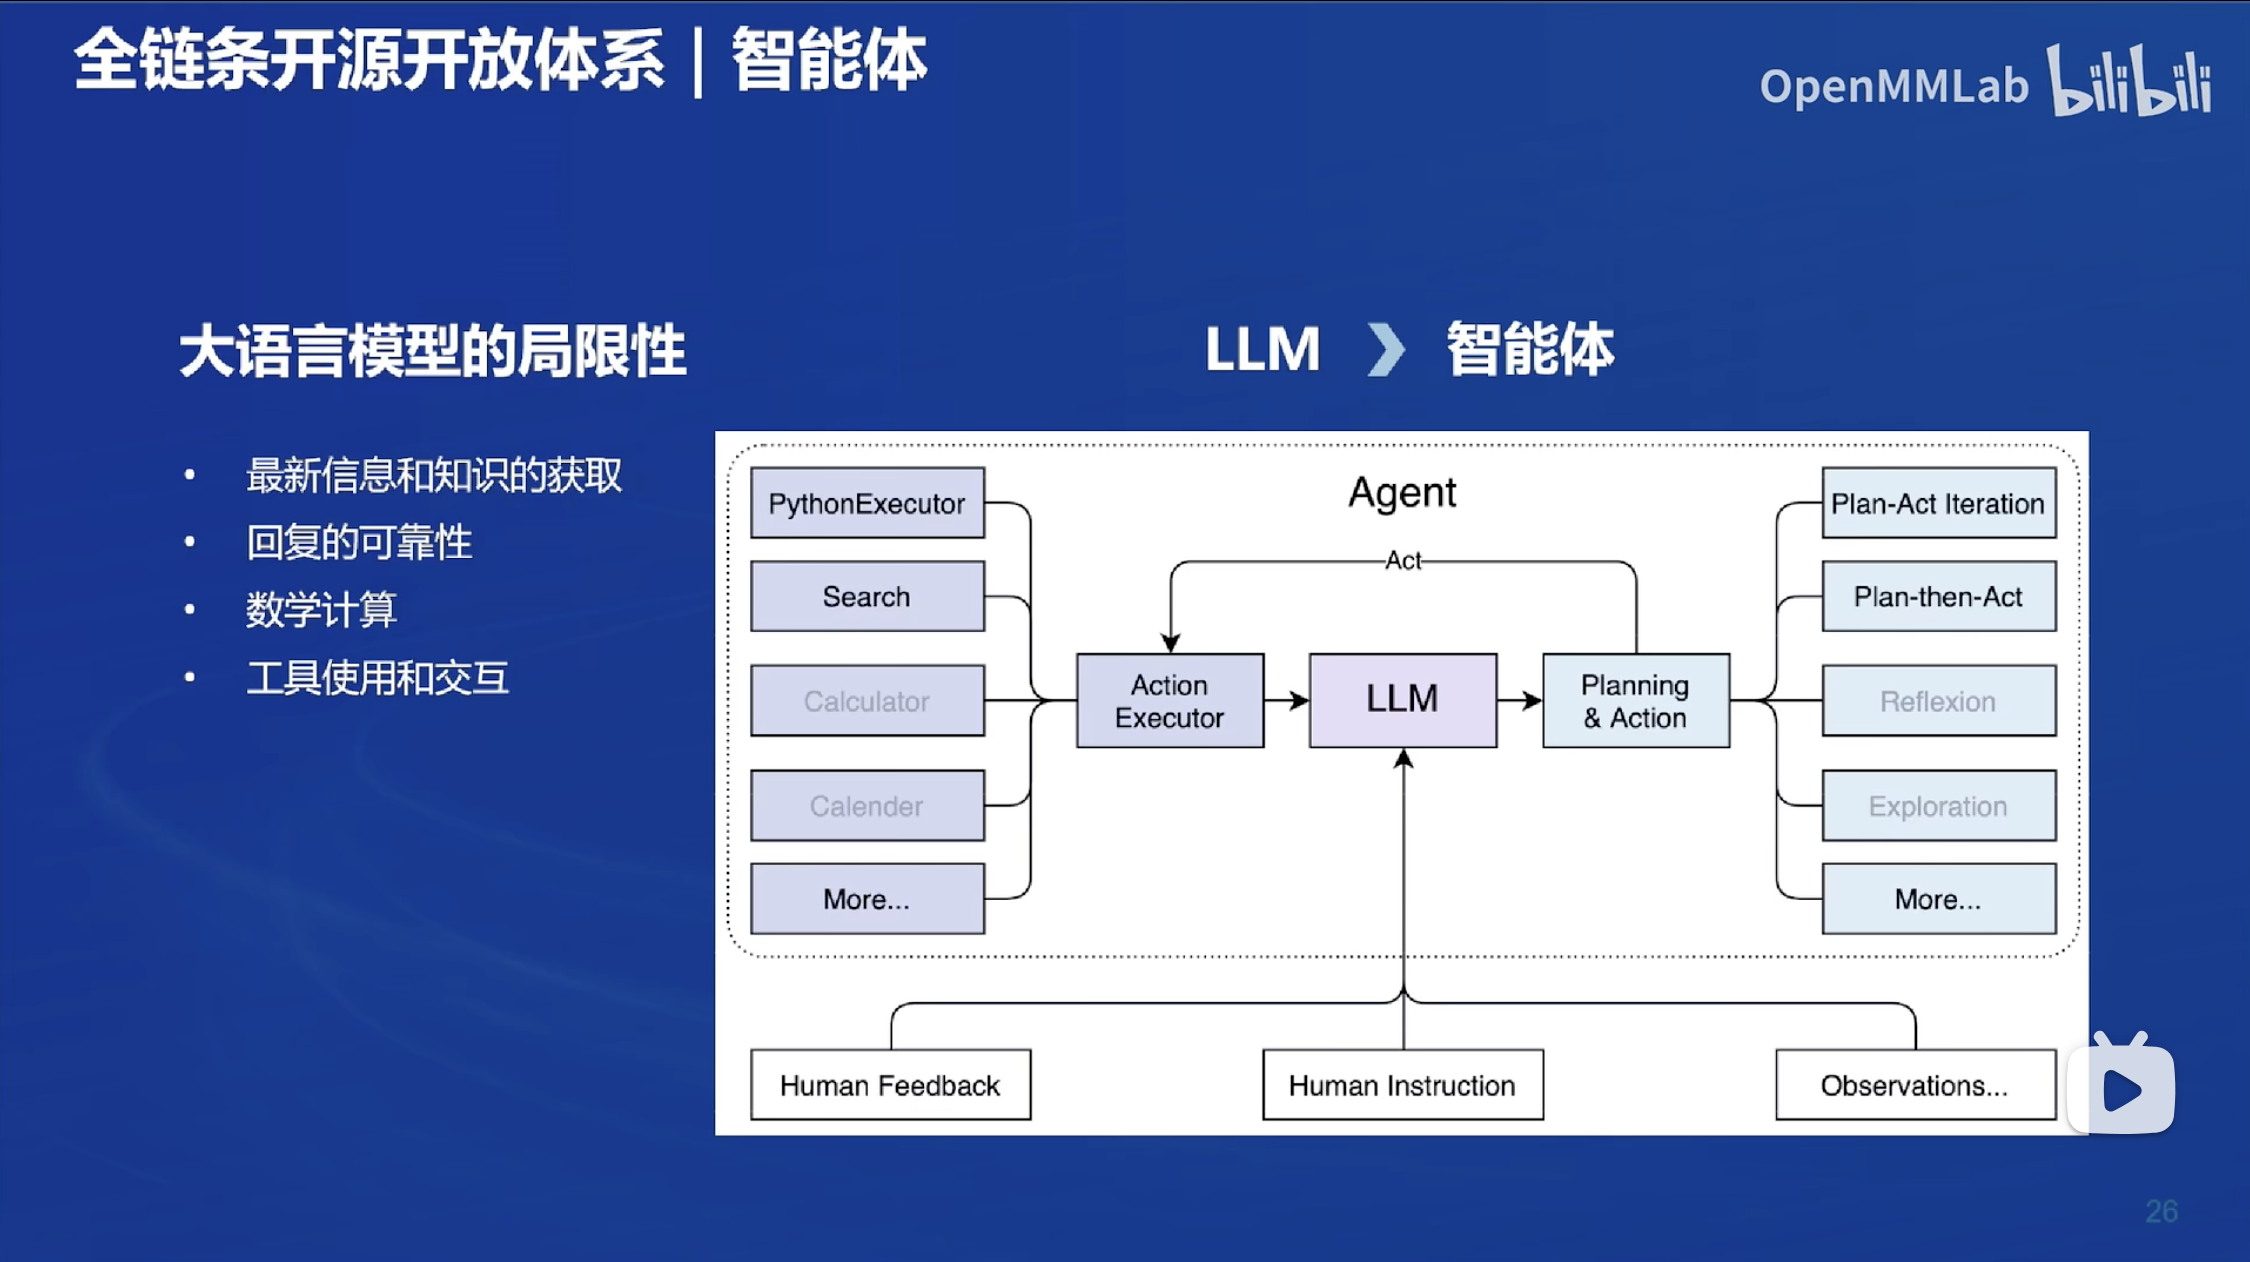 全链条开源开放体系 | 智能体
OpenMMLab bilibili
大语言模型的局限性
• 最新信息和知识的获取
• 回复的可靠性
• 数学计算
• 工具使用和交互
LLM 智能体
Agent
PythonExecutor
Search
Calculator
Calender
More...
Act
Action
Executor
LLM
Planning
& Action
Plan-Act Iteration
Plan-then-Act
Reflexion
Exploration
More...
Human Feedback
Human Instruction
Observations...
26